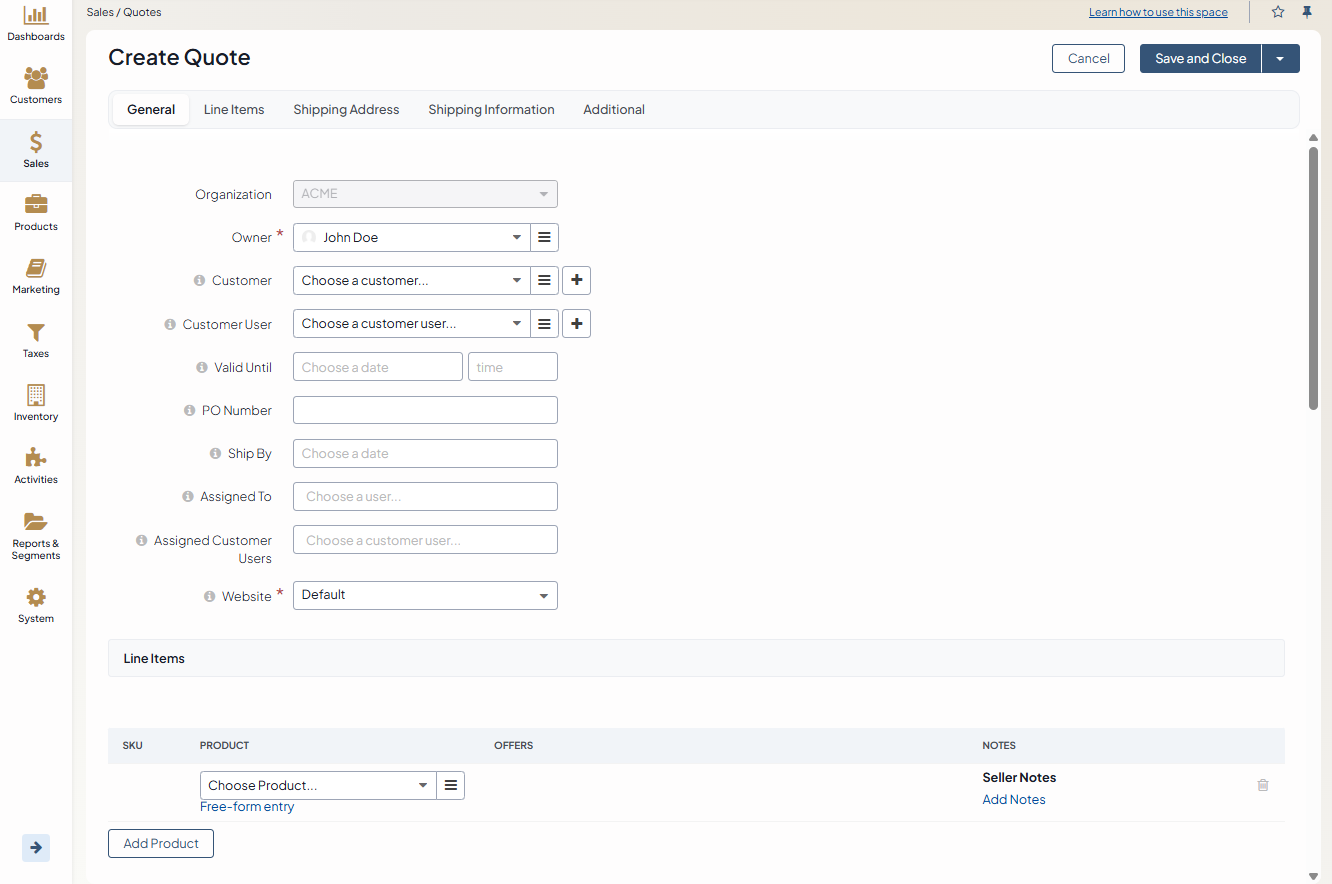 Dashboards
Customers
Sales
Products
Marketing
Taxes
Inventory
Activities
Reports &
Segments
System
Sales / Quotes
Learn how to use this space
Create Quote
Cancel
Save and Close
General
Line Items
Shipping Address
Shipping Information
Additional
Organization
ACME
Owner *
John Doe
Customer
Choose a customer...
Customer User
Choose a customer user...
Valid Until
Choose a date
time
PO Number
Ship By
Choose a date
Assigned To
Choose a user...
Assigned Customer
Users
Choose a customer user...
Website *
Default
Line Items
SKU
PRODUCT
OFFERS
NOTES
Choose Product...
Free-form entry
Seller Notes
Add Notes
Add Product